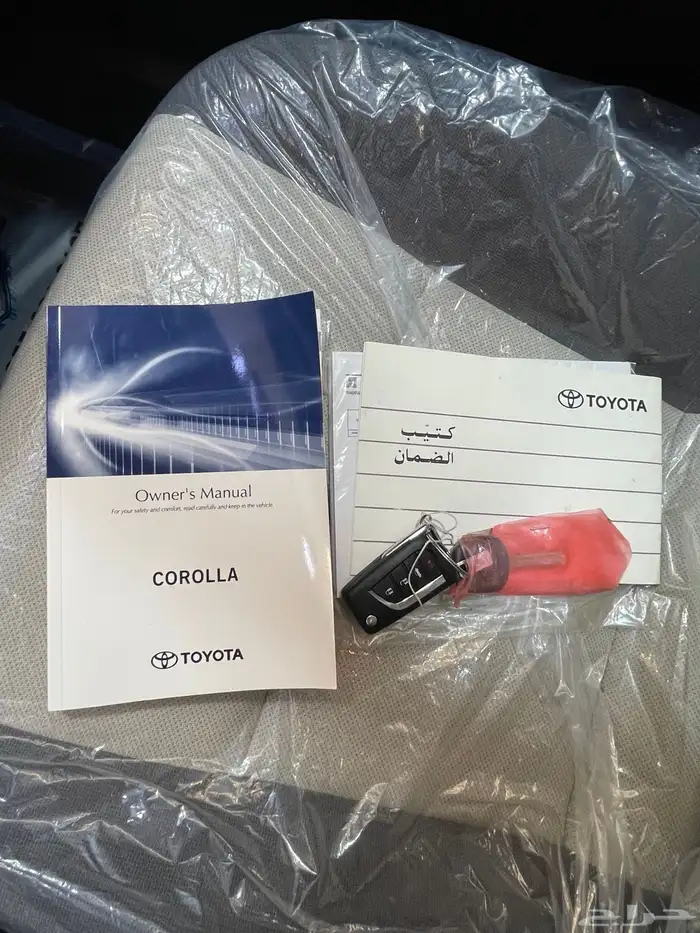 Owner's Manual
For your safety and comfort, read carefully and keep in the vehicle
COROLLA
TOYOTA
TOYOTA
كتيّب
الضمان
حراج